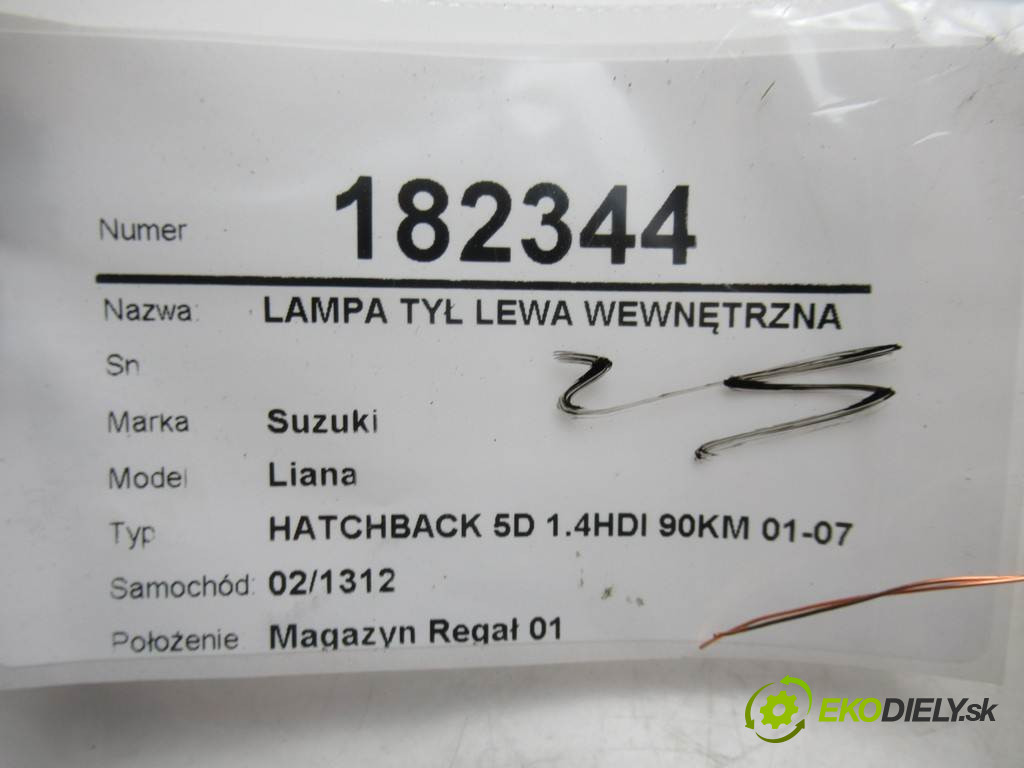 Numer 182344
Nazwa: LAMPA TYŁ LEWA WEWNĘTRZNA
Sn
25
Marka Suzuki
Model Liana
Typ HATCHBACK 5D 1.4HDI 90KM 01-07
Samochód: 02/1312
Położenie Magazyn Regał 01
EKODIELY.sk